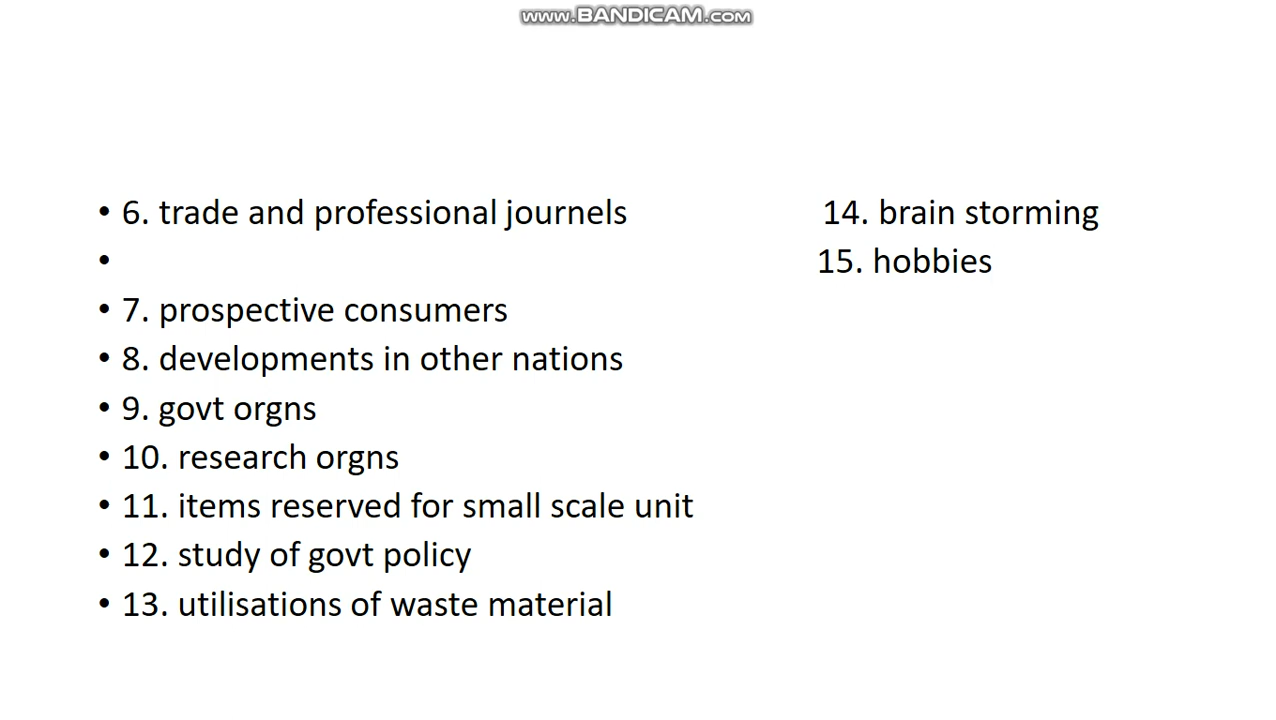 www.BANDICAM.com
• 6. trade and professional journels 14. brain storming
• 15. hobbies
• 7. prospective consumers
• 8. developments in other nations
• 9. govt orgns
• 10. research orgns
• 11. items reserved for small scale unit
• 12. study of govt policy
• 13. utilisations of waste material